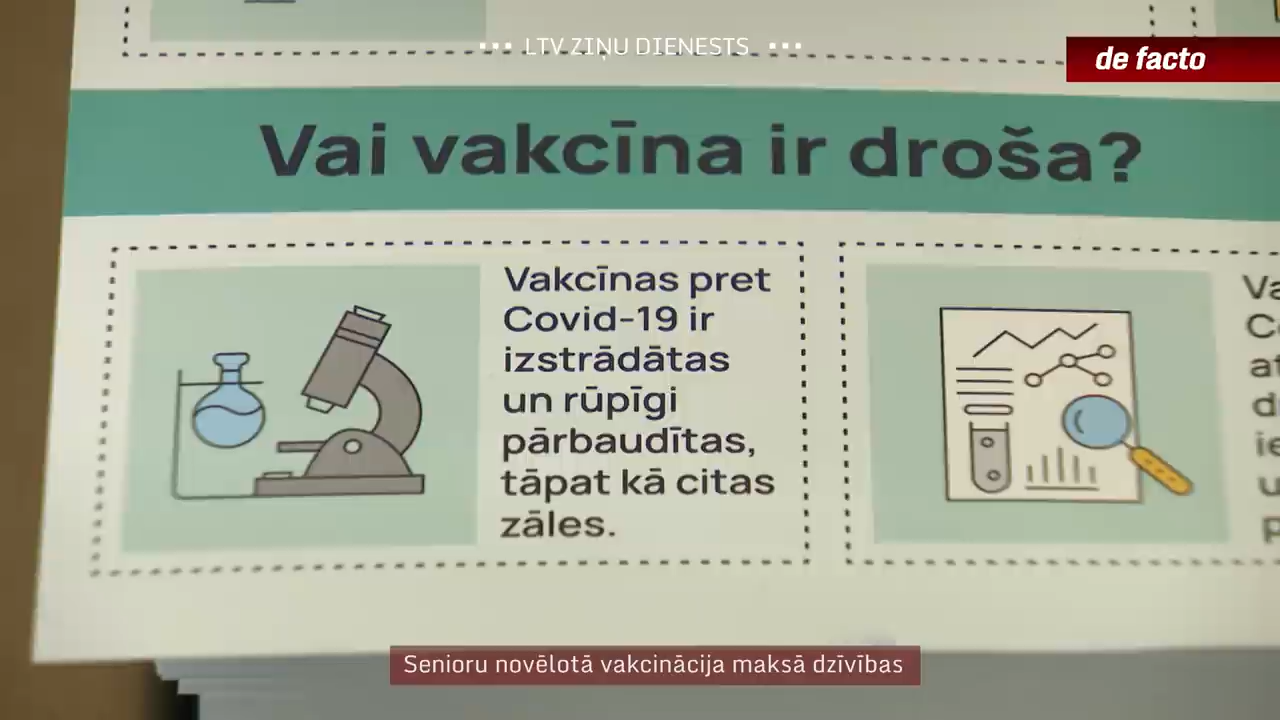 LTV ZIŅU DIENESTS
de facto
Vai vakcīna ir droša?
Vakcīnas pret
Covid-19 ir
izstrādātas
un rūpīgi
pārbaudītas,
tāpat kā citas
zāles.
Senioru novēlotā vakcinācija maksā dzīvības